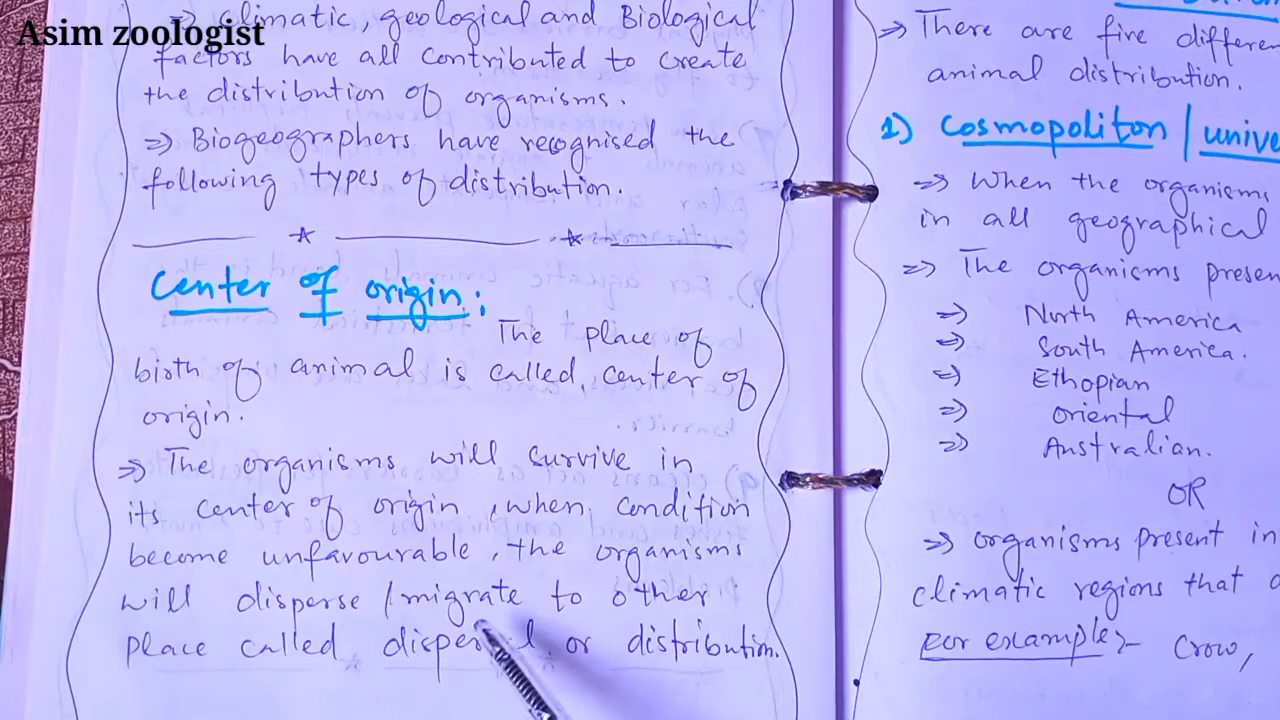 Asim zoologist
=> Climatic, geological and Biological
factors have all contributed to create
the distribution of organisms.
=> Biogeographers have recognised the
following types of distribution.
Center of origin:
The place of
birth of animal is called, center of
origin.
=> The organisms will survive in
its center of origin, when condition
become unfavourable, the organisms
will disperse / migrate to other
place called or distribution.
=> There are five differen
animal distribution.
1) Cosmopoliton / unive
=> When the organisms
in all geographical
=> The organisms presen
=> North America
=> South America.
=> Ethopian
=> oriental
=> Australian.
OR
=> organisms present in
climatic regions that
For example:- Crow,